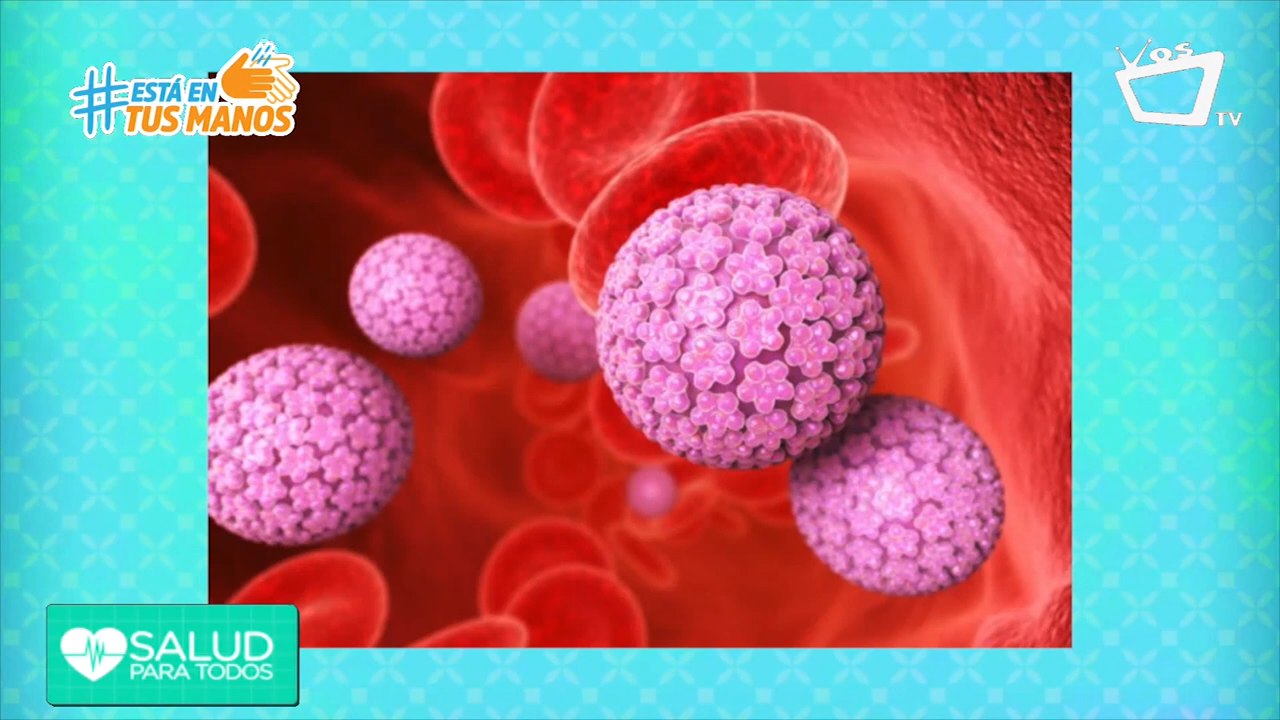 #ESTÁ EN
TUS MANOS
VOS
TV
SALUD
PARA TODOS